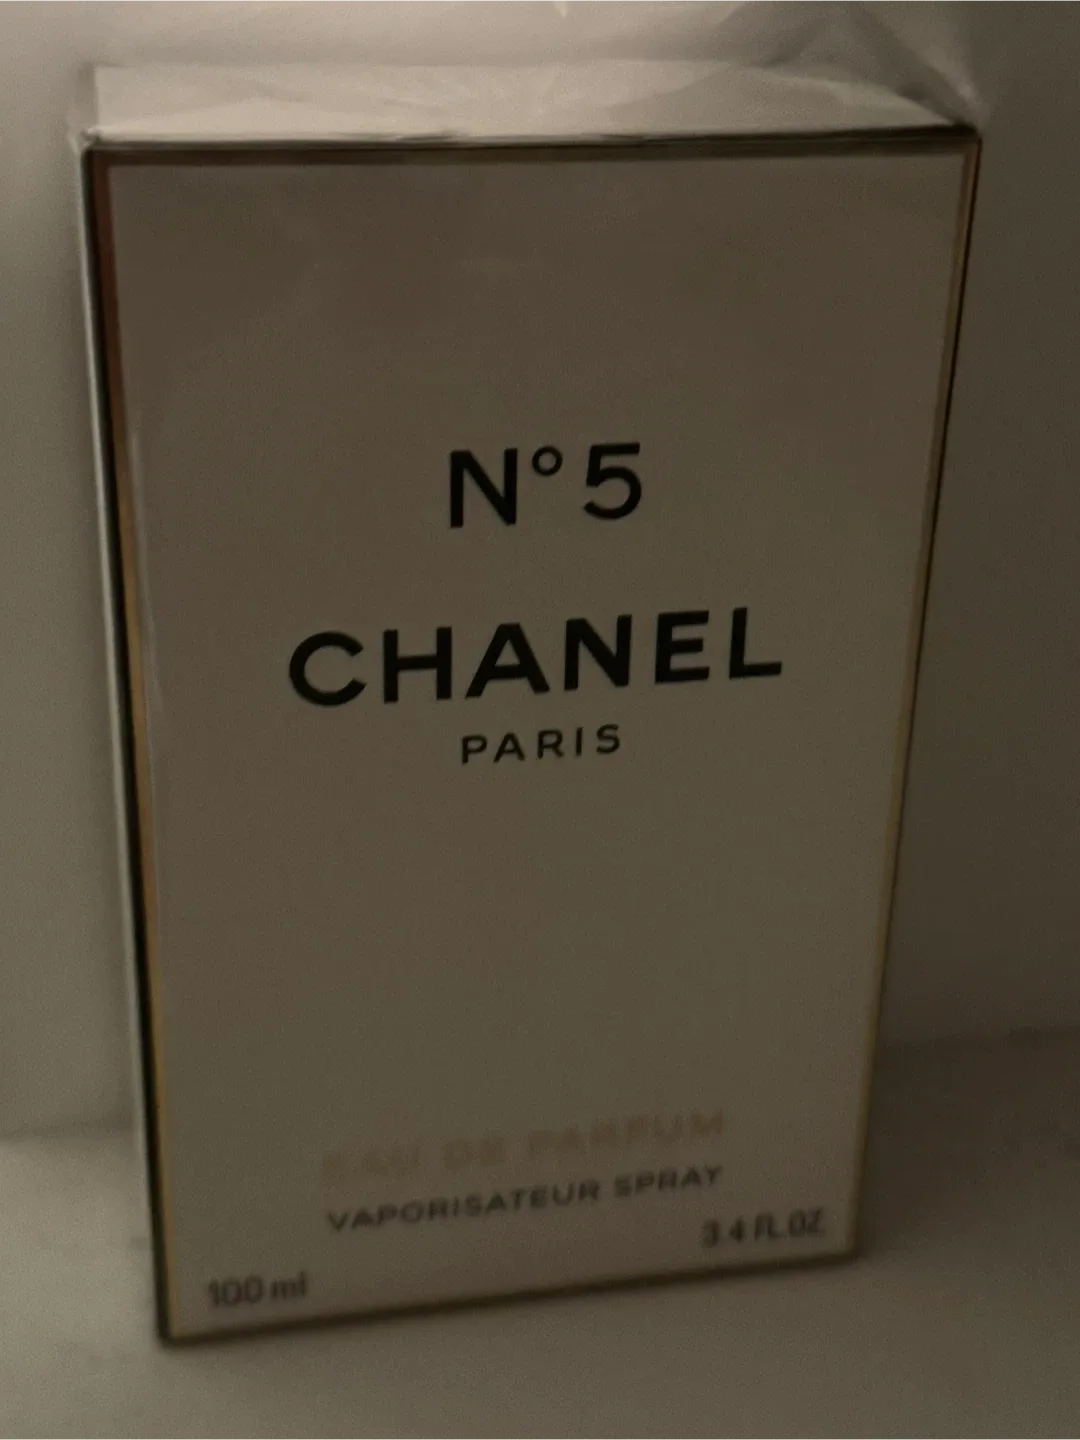 N°5
CHANEL
PARIS
EAU DE PARFUM
VAPORISATEUR SPRAY
3.4 FL.OZ.
100 ml